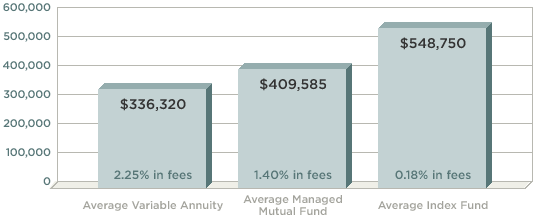 600,000
500,000
400,000
300,000
200,000
100,000
0
$336,320
2.25% in fees
Average Variable Annuity
$409,585
1.40% in fees
Average Managed
Mutual Fund
$548,750
0.18% in fees
Average Index Fund